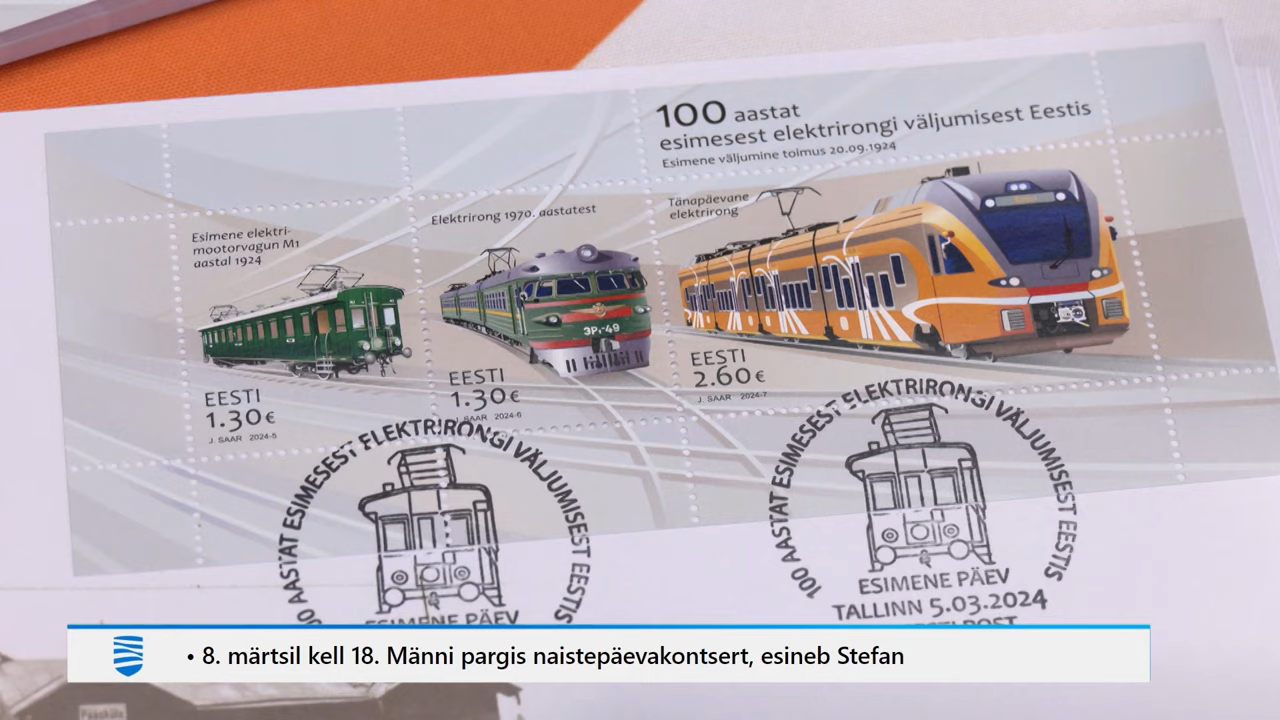 100 aastat
esimesest elektrirongi väljumisest Eestis
Esimene väljumine toimus 20.09.1924
Esimene elektri-
mootorvagun M1
aastal 1924
EESTI
1.30€
J. SAAR 2024-5
Elektrirong 1970. aastatest
ЭР1-49
EESTI
1.30€
J. SAAR 2024-6
Tänapäevane
elektrirong
EESTI
2.60€
J. SAAR 2024-7
AASTAT ESIMESEST ELEKTRIRONGI VÄLJUMISEST EESTIS
ESIMENE PÄEV
100 AASTAT ESIMESEST ELEKTRIRONGI VÄLJUMISEST EESTIS
ESIMENE PÄEV
TALLINN 5.03.2024
POST
Pääsküla
• 8. märtsil kell 18. Männi pargis naistepäevakontsert, esineb Stefan